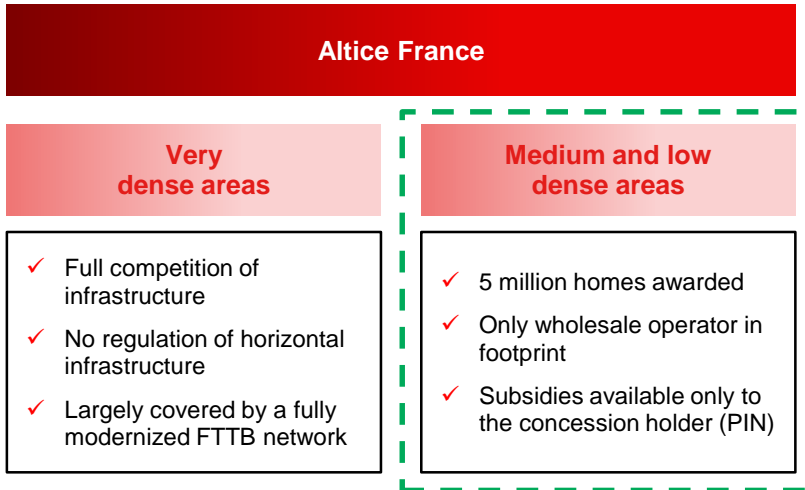 Altice France
Very
dense areas
✓ Full competition of
infrastructure
✓ No regulation of horizontal
infrastructure
✓ Largely covered by a fully
modernized FTTB network
Medium and low
dense areas
✓ 5 million homes awarded
✓ Only wholesale operator in
footprint
✓ Subsidies available only to
the concession holder (PIN)